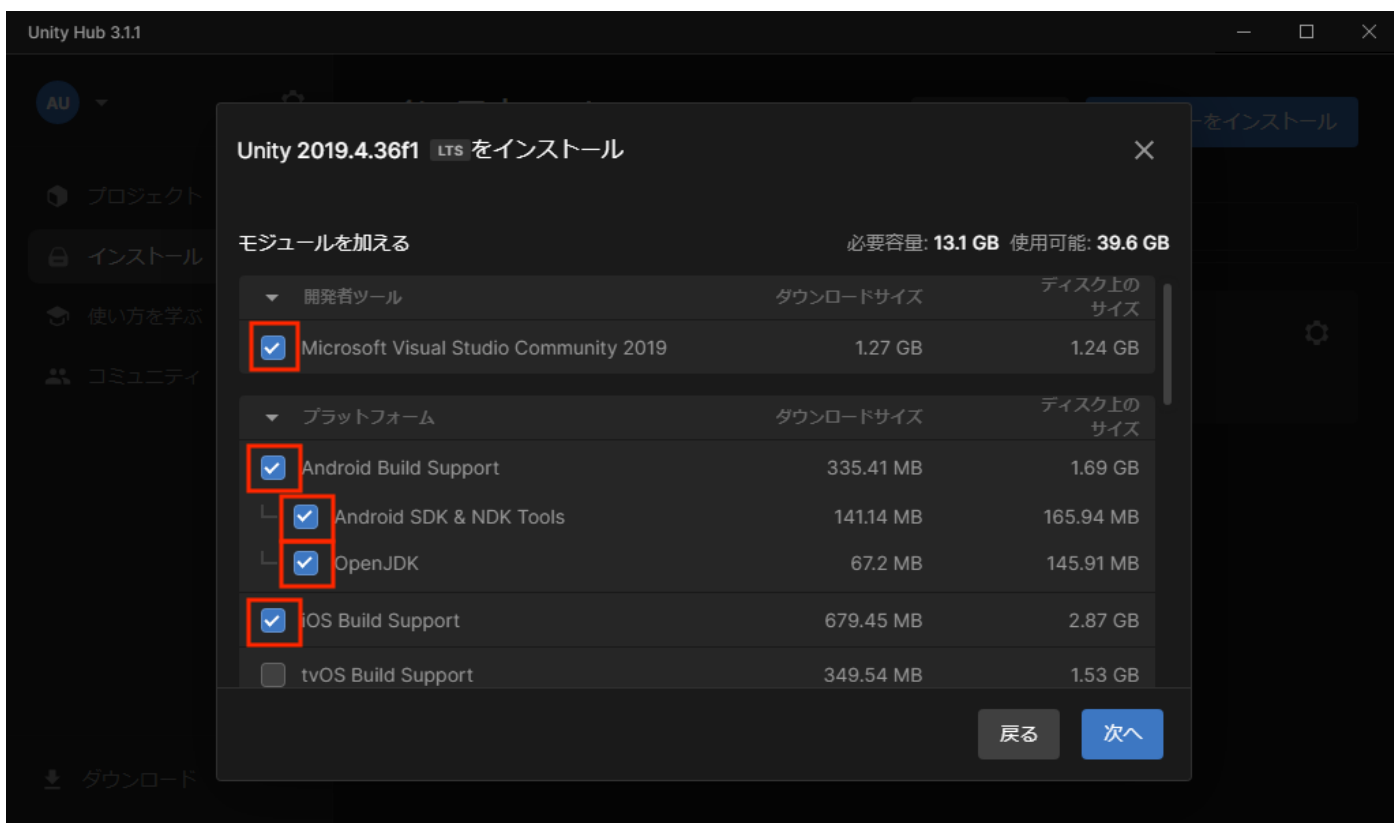 Unity Hub 3.1.1
AU
ーをインストール
Unity 2019.4.36f1 LTS をインストール
プロジェクト
モジュールを加える 必要容量: 13.1 GB 使用可能: 39.6 GB
インストール
開発者ツール ダウンロードサイズ ディスク上の
サイズ
使い方を学ぶ
Microsoft Visual Studio Community 2019 1.27 GB 1.24 GB
コミュニティ
プラットフォーム ダウンロードサイズ ディスク上の
サイズ
Android Build Support 335.41 MB 1.69 GB
Android SDK & NDK Tools 141.14 MB 165.94 MB
OpenJDK 67.2 MB 145.91 MB
iOS Build Support 679.45 MB 2.87 GB
tvOS Build Support 349.54 MB 1.53 GB
戻る 次へ
ダウンロード